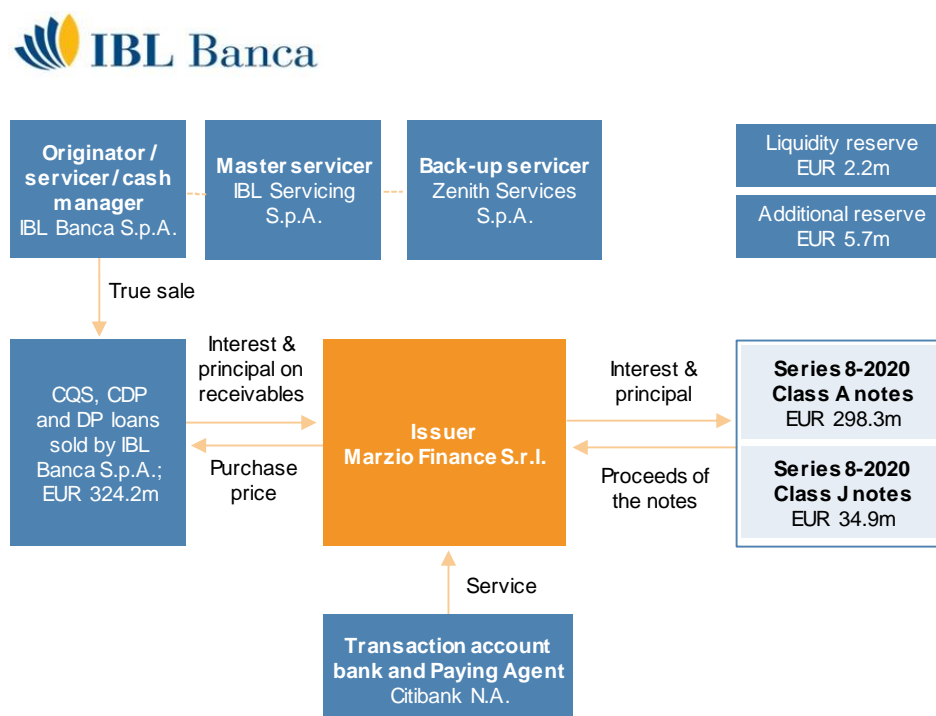 IBL Banca
Originator /
servicer / cash
manager
IBL Banca S.p.A.
Master servicer
IBL Servicing
S.p.A.
Back-up servicer
Zenith Services
S.p.A.
Liquidity reserve
EUR 2.2m
Additional reserve
EUR 5.7m
True sale
CQS, CDP
and DP loans
sold by IBL
Banca S.p.A.;
EUR 324.2m
Interest &
principal on
receivables
Purchase
price
Issuer
Marzio Finance S.r.l.
Interest &
principal
Proceeds of
the notes
Series 8-2020
Class A notes
EUR 298.3m
Series 8-2020
Class J notes
EUR 34.9m
Service
Transaction account
bank and Paying Agent
Citibank N.A.